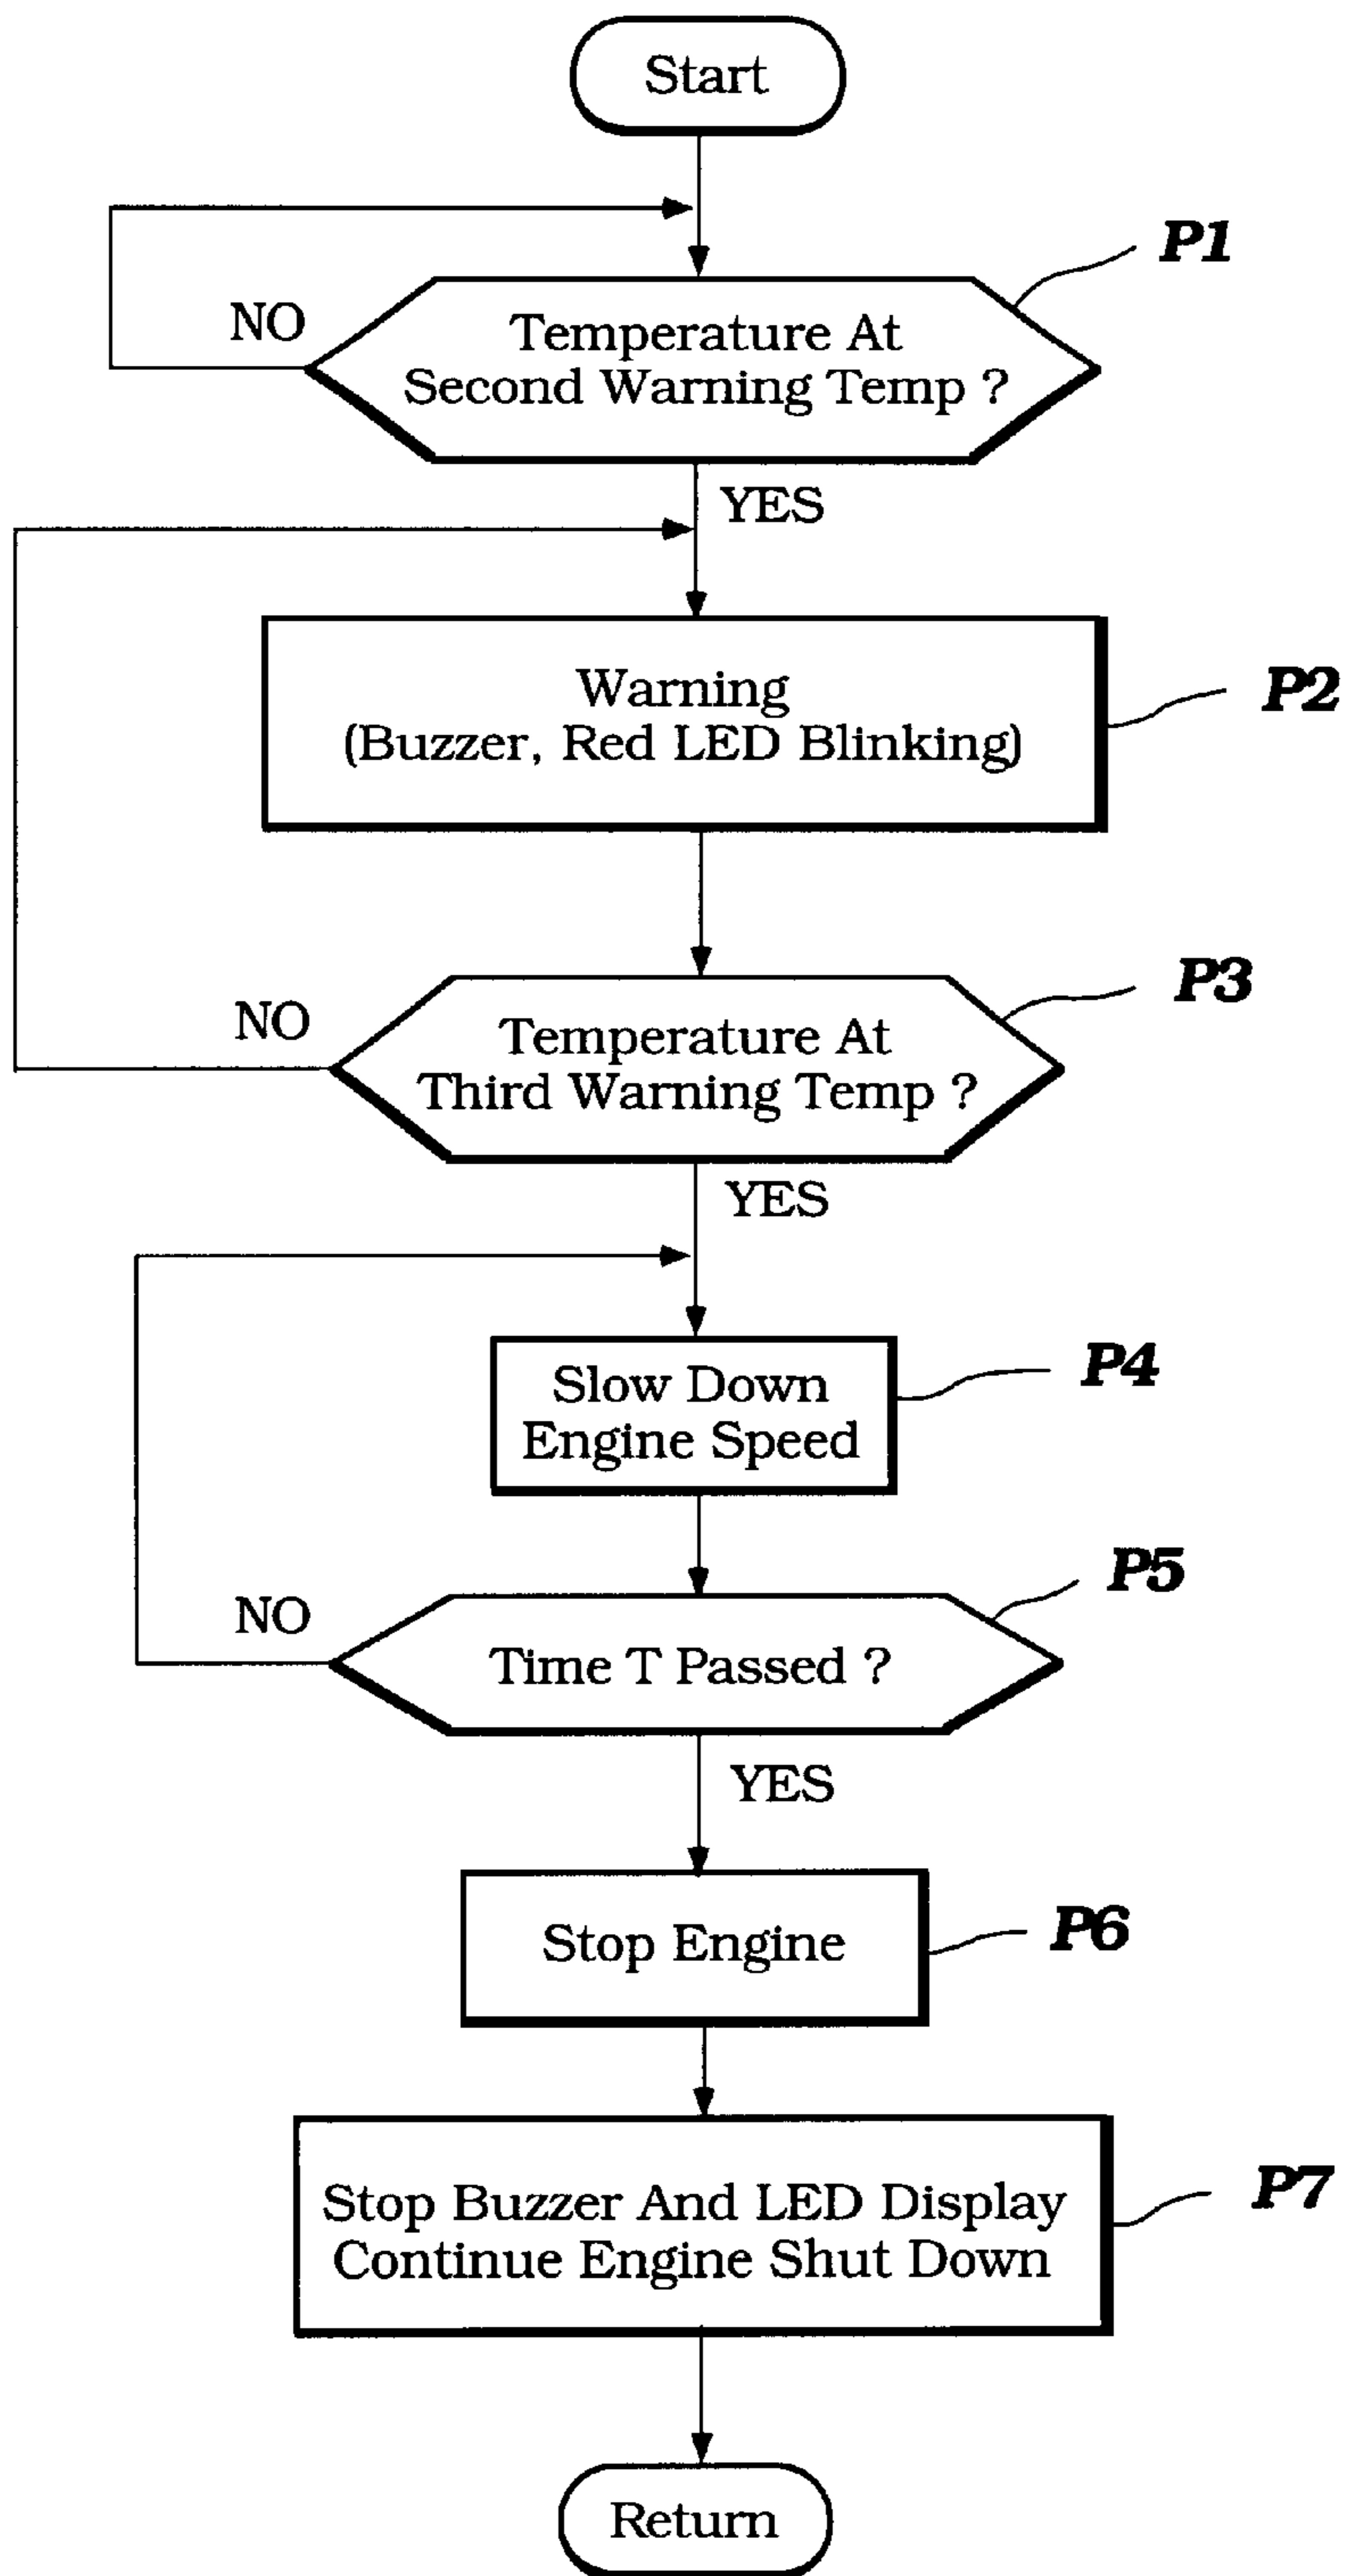 Start
P1
NO
Temperature At
Second Warning Temp ?
YES
Warning
(Buzzer, Red LED Blinking)
P2
P3
NO
Temperature At
Third Warning Temp ?
YES
Slow Down
Engine Speed
P4
P5
NO
Time T Passed ?
YES
Stop Engine
P6
Stop Buzzer And LED Display
Continue Engine Shut Down
P7
Return